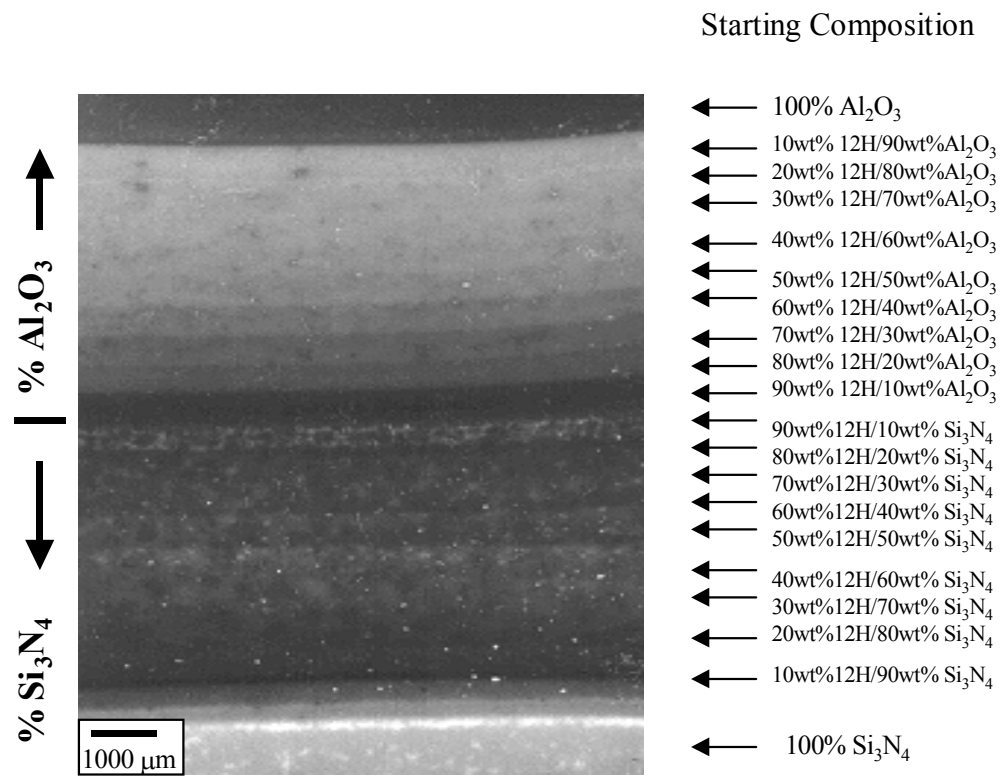 Starting Composition
100% Al₂O₃
10wt% 12H/90wt%Al₂O₃
20wt% 12H/80wt%Al₂O₃
30wt% 12H/70wt%Al₂O₃
40wt% 12H/60wt%Al₂O₃
50wt% 12H/50wt%Al₂O₃
60wt% 12H/40wt%Al₂O₃
70wt% 12H/30wt%Al₂O₃
80wt% 12H/20wt%Al₂O₃
90wt% 12H/10wt%Al₂O₃
90wt%12H/10wt% Si₃N₄
80wt%12H/20wt% Si₃N₄
70wt%12H/30wt% Si₃N₄
60wt%12H/40wt% Si₃N₄
50wt%12H/50wt% Si₃N₄
40wt%12H/60wt% Si₃N₄
30wt%12H/70wt% Si₃N₄
20wt%12H/80wt% Si₃N₄
10wt%12H/90wt% Si₃N₄
100% Si₃N₄
% Al₂O₃
% Si₃N₄
1000 μm